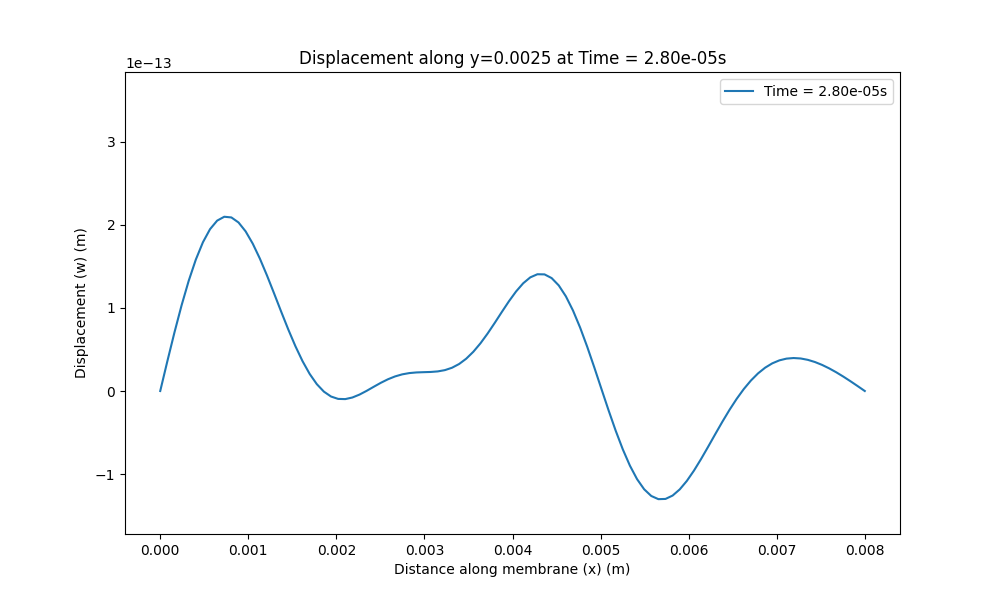 Displacement along y=0.0025 at Time = 2.80e-05s
1e−13
Time = 2.80e-05s
3
2
1
0
−1
Displacement (w) (m)
0.000 0.001 0.002 0.003 0.004 0.005 0.006 0.007 0.008
Distance along membrane (x) (m)